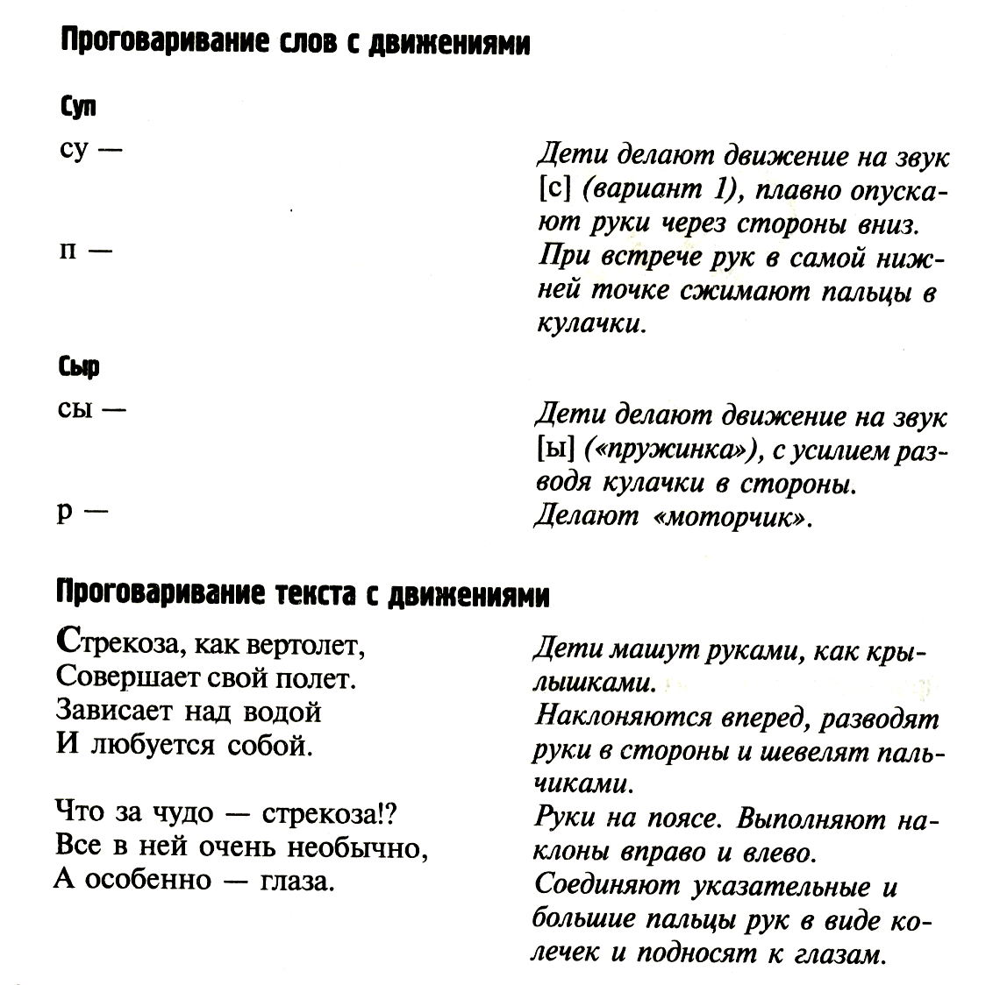 Проговаривание слов с движениями
Суп
су —
Дети делают движение на звук
[с] (вариант 1), плавно опуска-
ют руки через стороны вниз.
п —
При встрече рук в самой ниж-
ней точке сжимают пальцы в
кулачки.
Сыр
сы —
Дети делают движение на звук
[ы] («пружинка»), с усилием раз-
водя кулачки в стороны.
р —
Делают «моторчик».
Проговаривание текста с движениями
Стрекоза, как вертолет,
Совершает свой полет.
Дети машут руками, как кры-
лышками.
Зависает над водой
И любуется собой.
Наклоняются вперед, разводят
руки в стороны и шевелят паль-
чиками.
Что за чудо — стрекоза!?
Все в ней очень необычно,
Руки на поясе. Выполняют на-
клоны вправо и влево.
А особенно — глаза.
Соединяют указательные и
большие пальцы рук в виде ко-
лечек и подносят к глазам.